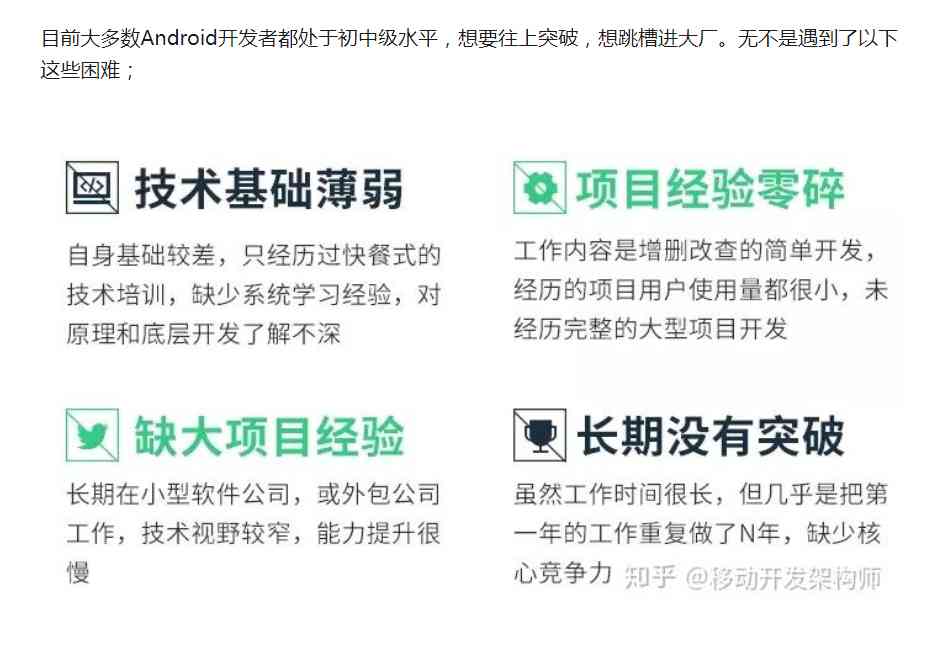 目前大多数Android开发者都处于初中级水平，想要往上突破，想跳槽进大厂。无不是遇到了以下
这些困难；
技术基础薄弱
自身基础较差，只经历过快餐式的
技术培训，缺少系统学习经验，对
原理和底层开发了解不深
项目经验零碎
工作内容是增删改查的简单开发，
经历的项目用户使用量都很小，未
经历完整的大型项目开发
缺大项目经验
长期在小型软件公司，或外包公司
工作，技术视野较窄，能力提升很
慢
长期没有突破
虽然工作时间很长，但几乎是把第
一年的工作重复做了N年，缺少核
心竞争力
知乎 @移动开发架构师